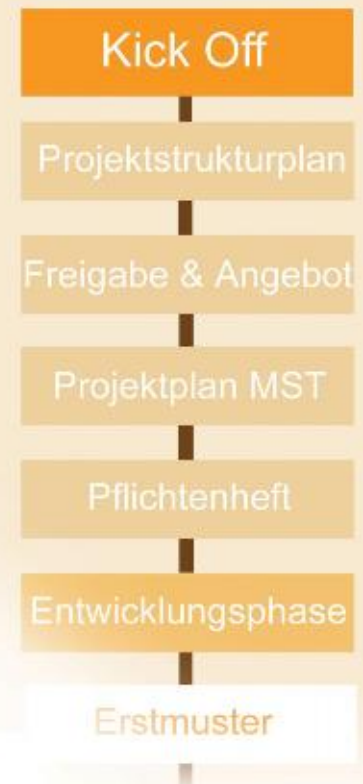 Kick Off
Projektstrukturplan
Freigabe & Angebot
Projektplan MST
Pflichtenheft
Entwicklungsphase
Erstmuster